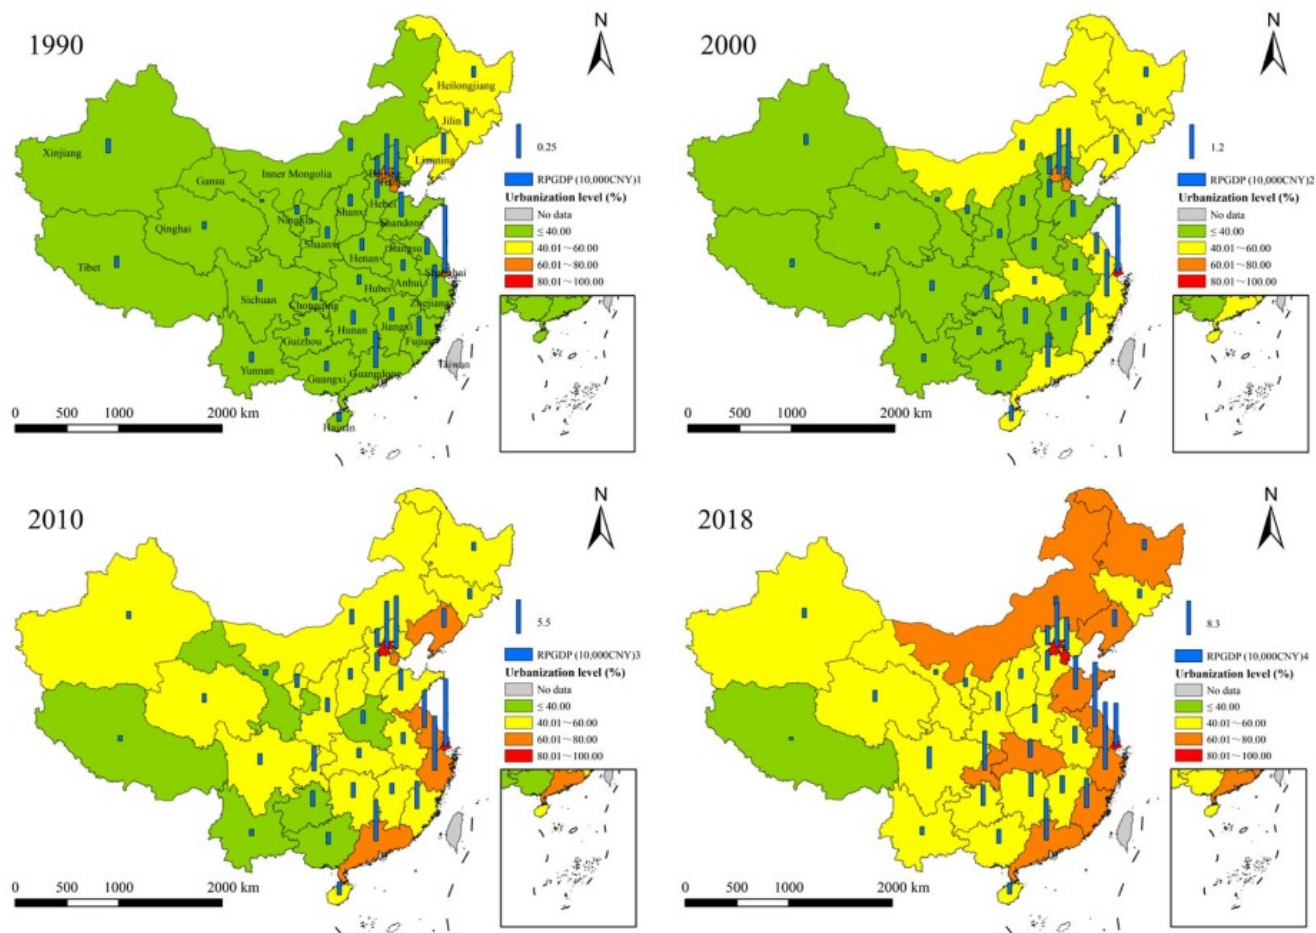 1990
N
Heilongjiang
Jilin
Liaoning
Xinjiang
Gansu
Inner Mongolia
Beijing
Tianjin
Hebei
Ningxia
Shanxi
Shandong
Qinghai
Shaanxi
Jiangsu
Henan
Tibet
Shanghai
Anhui
Hubei
Sichuan
Chongqing
Zhejiang
Hunan
Jiangxi
Guizhou
Fujian
Yunnan
Guangxi
Guangdong
Taiwan
Hainan
0.25
RPGDP (10,000CNY)1
Urbanization level (%)
No data
≤ 40.00
40.01~60.00
60.01~80.00
80.01~100.00
0 500 1000 2000 km
2000
N
1.2
RPGDP (10,000CNY)2
Urbanization level (%)
No data
≤ 40.00
40.01~60.00
60.01~80.00
80.01~100.00
0 500 1000 2000 km
2010
N
5.5
RPGDP (10,000CNY)3
Urbanization level (%)
No data
≤ 40.00
40.01~60.00
60.01~80.00
80.01~100.00
0 500 1000 2000 km
2018
N
8.3
RPGDP (10,000CNY)4
Urbanization level (%)
No data
≤ 40.00
40.01~60.00
60.01~80.00
80.01~100.00
0 500 1000 2000 km